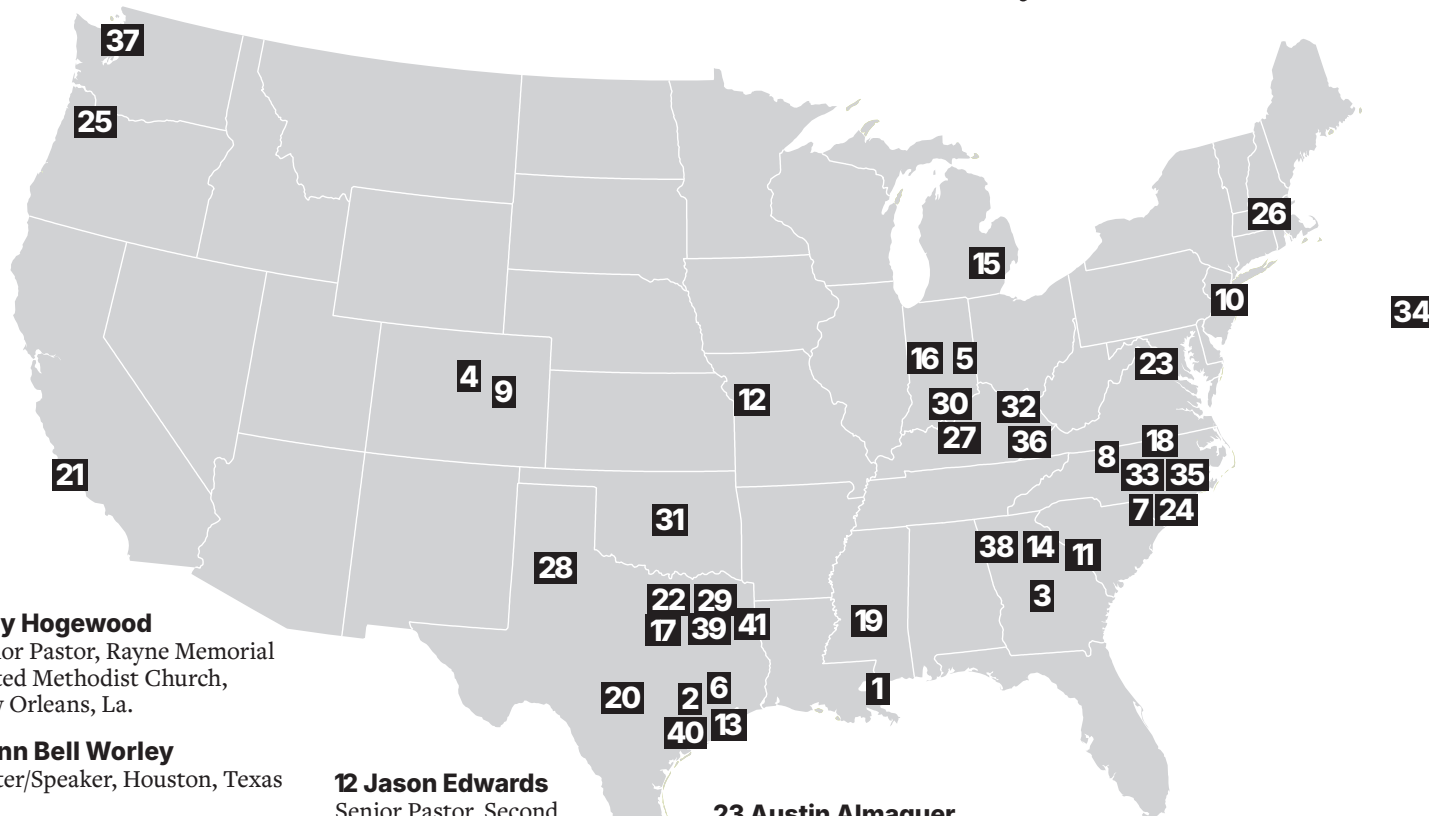 37
25
26
15
10
34
16 5
23
4
9
12
30 32
27 36
18
8
21
33 35
7 24
31
38 14 11
28
3
22 29
17 39 41
19
1
20 2 6
40 13
y Hogewood
or Pastor, Rayne Memorial
ted Methodist Church,
Orleans, La.
nn Bell Worley
ter/Speaker, Houston, Texas
12 Jason Edwards
Senior Pastor, Second
23 Austin Almaguer